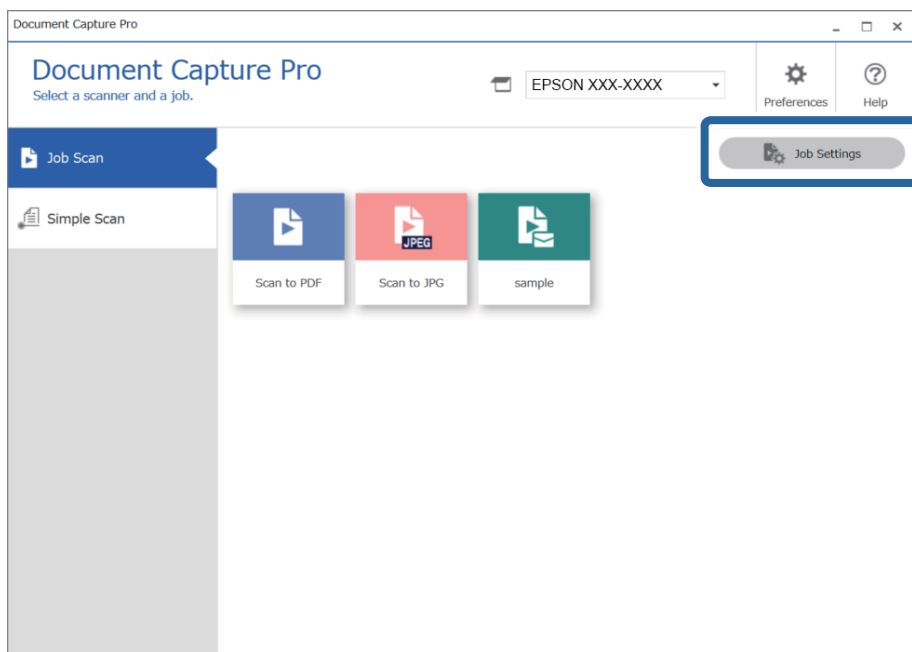 Document Capture Pro
Document Capture Pro
Select a scanner and a job.
EPSON XXX-XXXX
Preferences
Help
Job Scan
Job Settings
Simple Scan
JPEG
Scan to PDF
Scan to JPG
sample